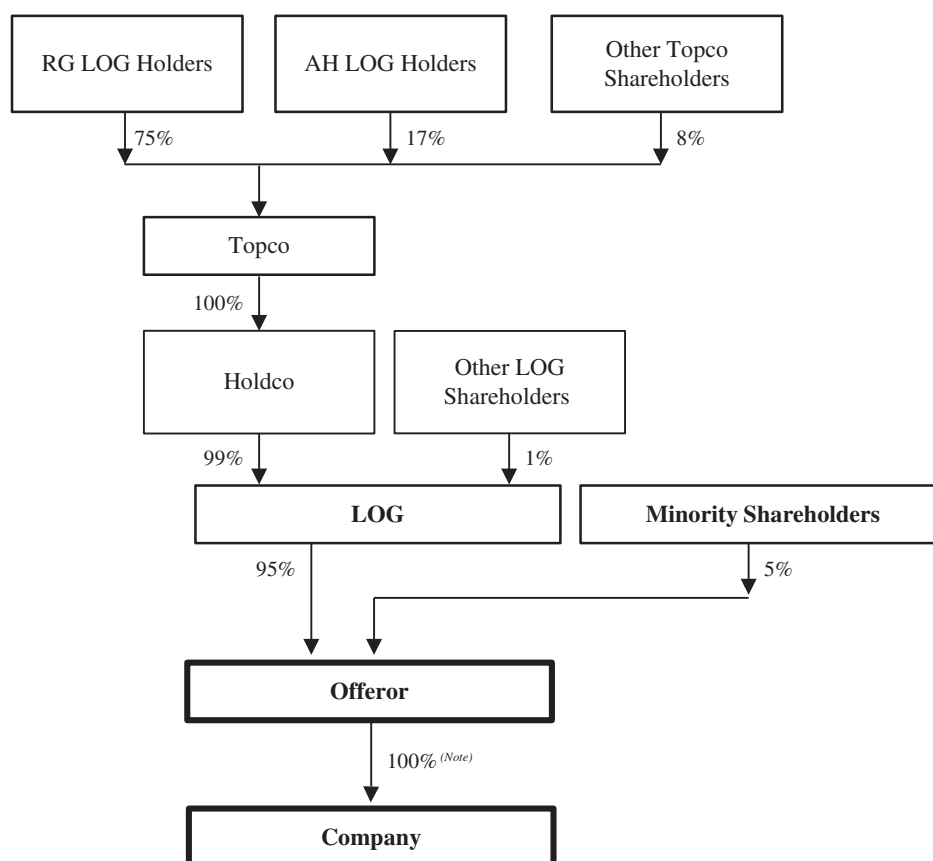 RG LOG Holders
AH LOG Holders
Other Topco
Shareholders
75%
17%
8%
Topco
100%
Holdco
Other LOG
Shareholders
99%
1%
LOG
Minority Shareholders
95%
5%
Offeror
100% (Note)
Company